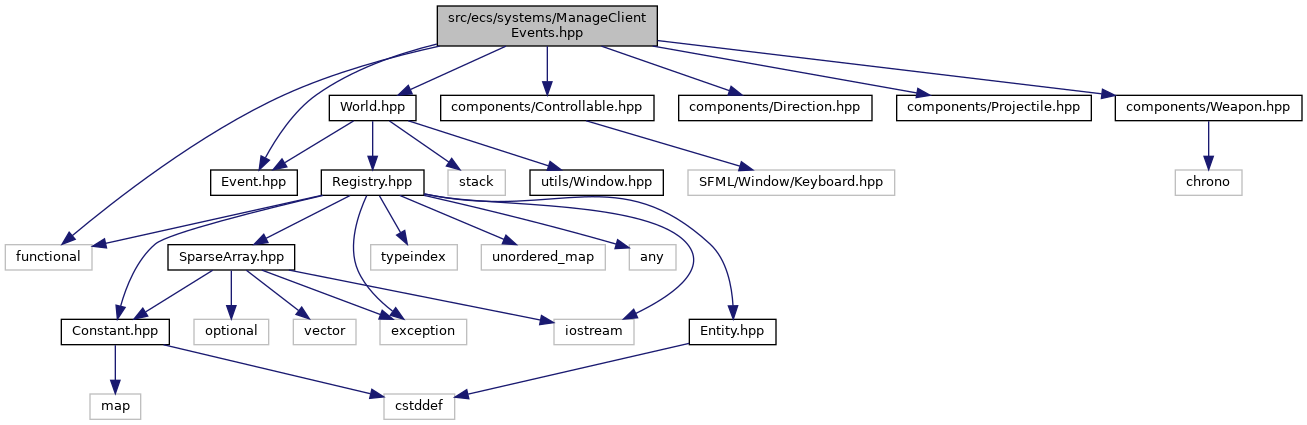 src/ecs/systems/ManageClient
Events.hpp
World.hpp
components/Controllable.hpp
components/Direction.hpp
components/Projectile.hpp
components/Weapon.hpp
Event.hpp
Registry.hpp
stack
utils/Window.hpp
SFML/Window/Keyboard.hpp
chrono
functional
SparseArray.hpp
typeindex
unordered_map
any
Constant.hpp
optional
vector
exception
iostream
Entity.hpp
map
cstddef